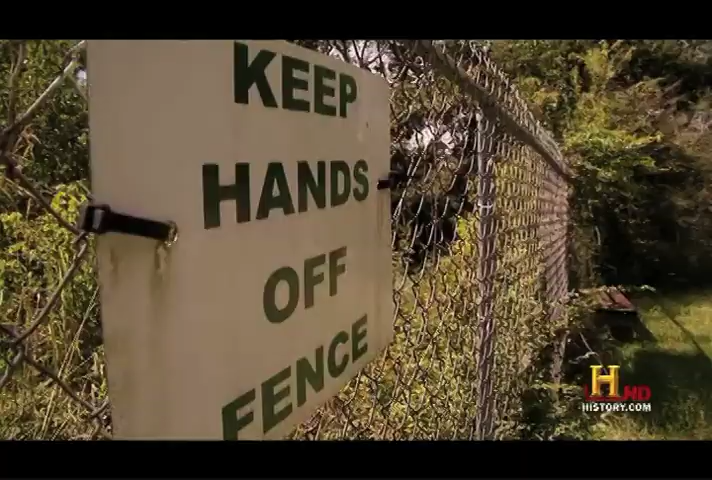 KEEP
HANDS
OFF
FENCE
H HD
HISTORY.COM